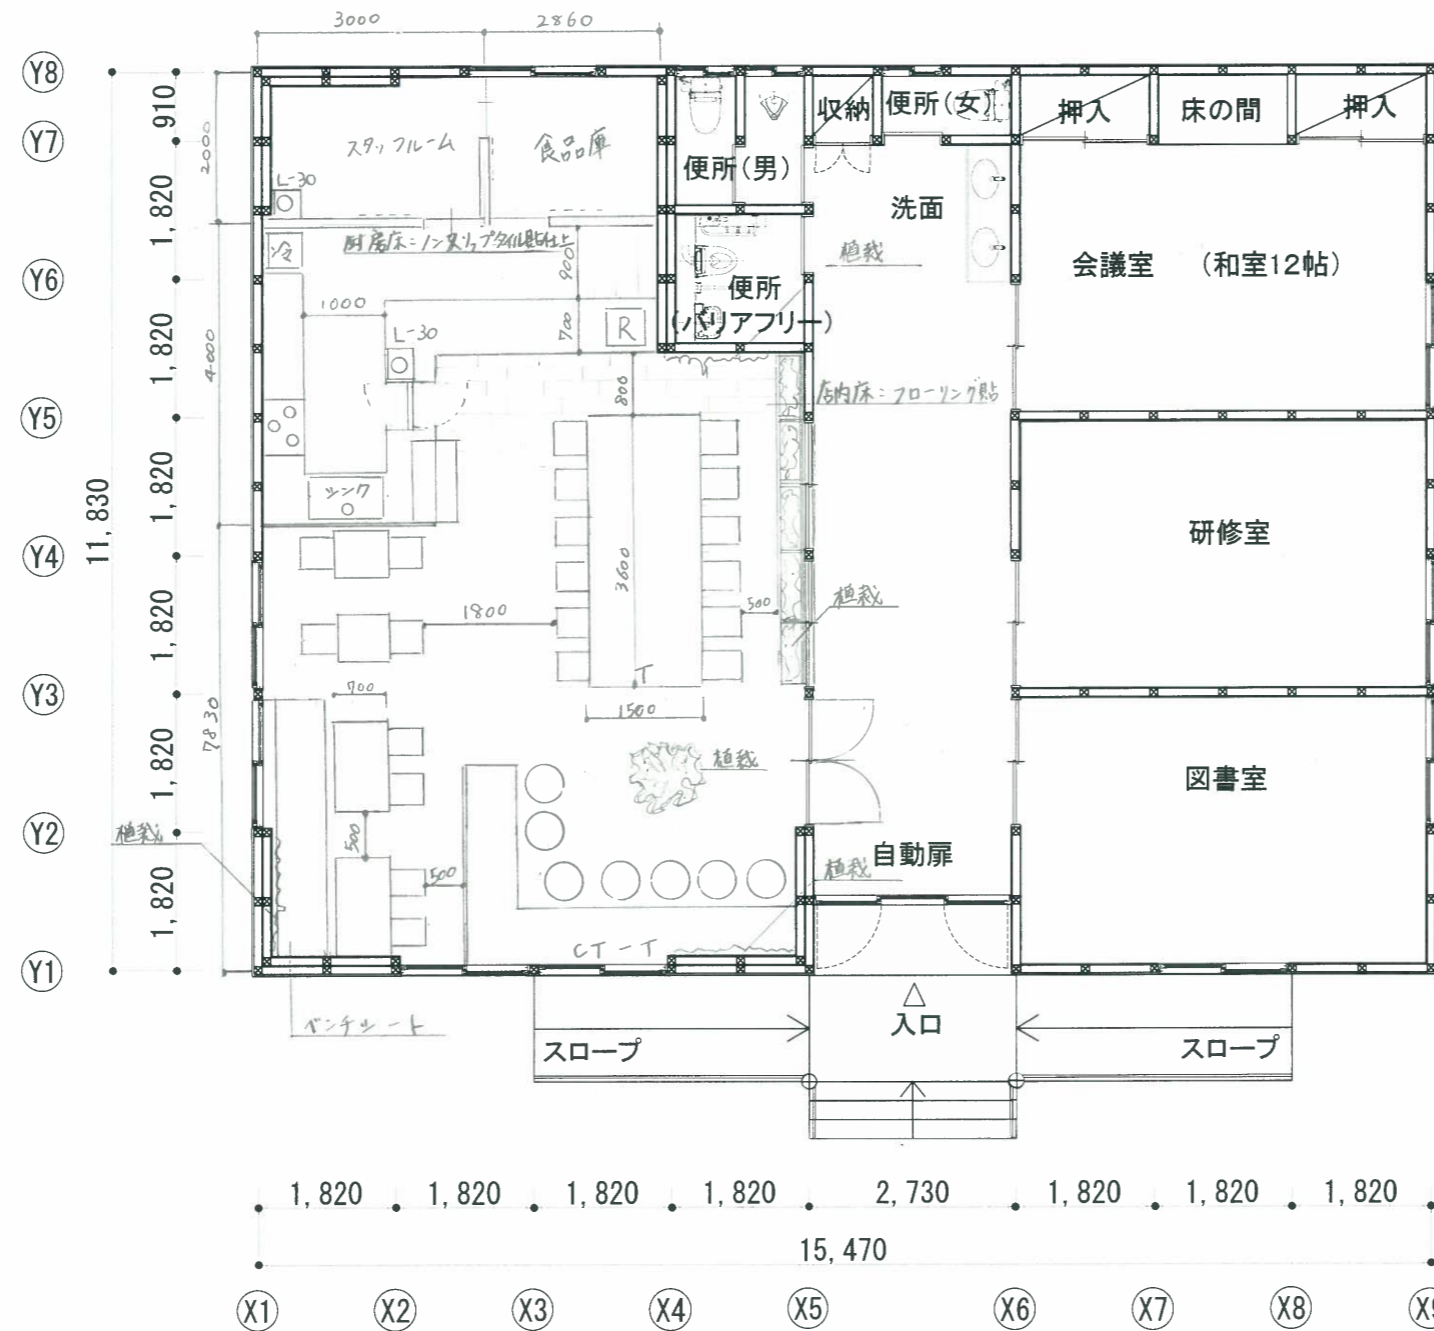 3000
2860
Y8
910
2000
スタッフルーム
食品庫
収納
便所(女)
押入
床の間
押入
Y7
便所(男)
L-30
1,820
洗面
厨房床=ノンスリップタイル貼仕上
冷
900
植栽
会議室 (和室12帖)
Y6
便所
(バリアフリー)
1000
R
700
L-30
4000
1,820
800
店内床=フローリング貼
Y5
シンク
1,820
11,830
研修室
Y4
3600
1800
500
植栽
1,820
T
Y3
700
1500
7830
植栽
1,820
図書室
Y2
植栽
500
自動扉
植栽
500
1,820
CT-T
Y1
ベンチシート
入口
スロープ
スロープ
1,820
1,820
1,820
1,820
2,730
1,820
1,820
1,820
15,470
X1
X2
X3
X4
X5
X6
X7
X8
X9